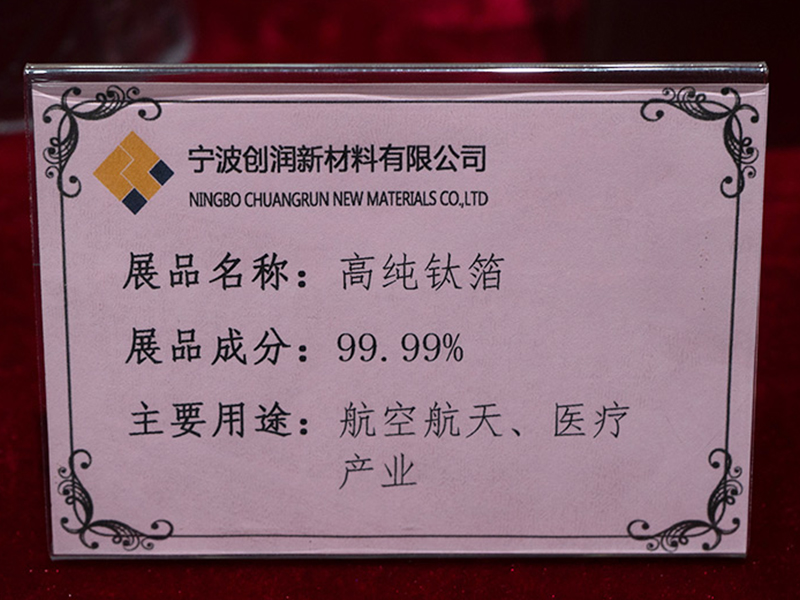 宁波创润新材料有限公司
NINGBO CHUANGRUN NEW MATERIALS CO.,LTD
展品名称：高纯钛箔
展品成分：99.99%
主要用途：航空航天、医疗
产业